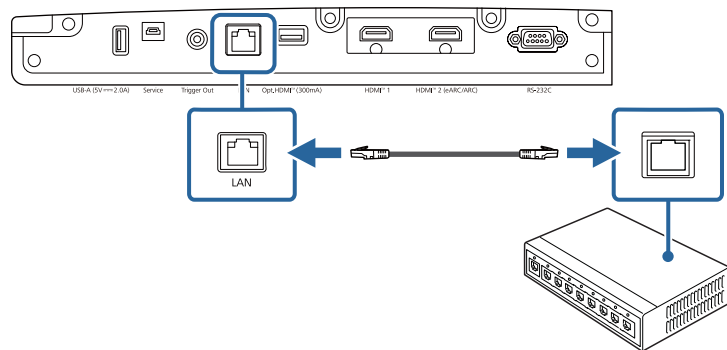 USB-A (5V⎓2.0A) Service Trigger Out Opt.HDMI™(300mA) HDMI™ 1 HDMI™ 2 (eARC/ARC) RS-232C
LAN